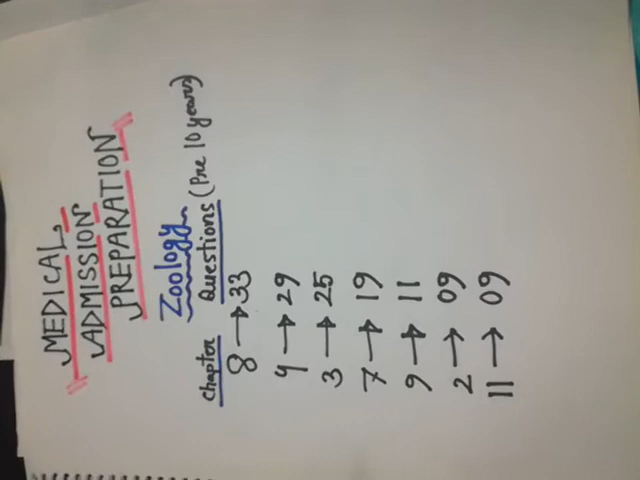 "MEDICAL
ADMISSION
PREPARATION"
Zoology
Chapter Questions (Pre 10 years)
8 → 33
4 → 29
3 → 25
7 → 19
9 → 11
2 → 09
11 → 09